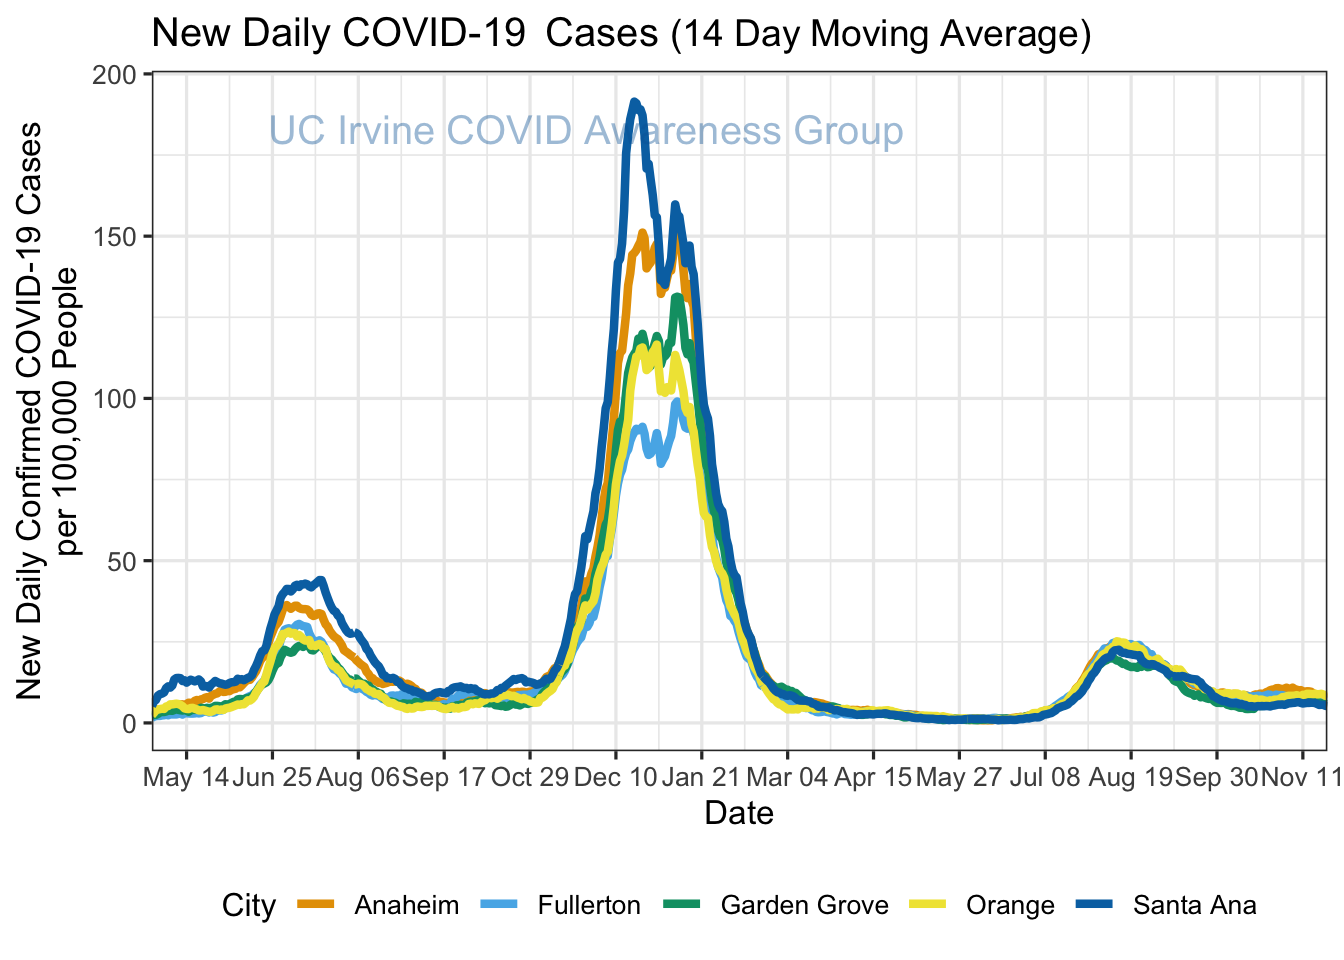 New Daily COVID-19 Cases (14 Day Moving Average)
UC Irvine COVID Awareness Group
New Daily Confirmed COVID-19 Cases
per 100,000 People
200
150
100
50
0
May 14 Jun 25 Aug 06 Sep 17 Oct 29 Dec 10 Jan 21 Mar 04 Apr 15 May 27 Jul 08 Aug 19 Sep 30 Nov 11
Date
City Anaheim Fullerton Garden Grove Orange Santa Ana